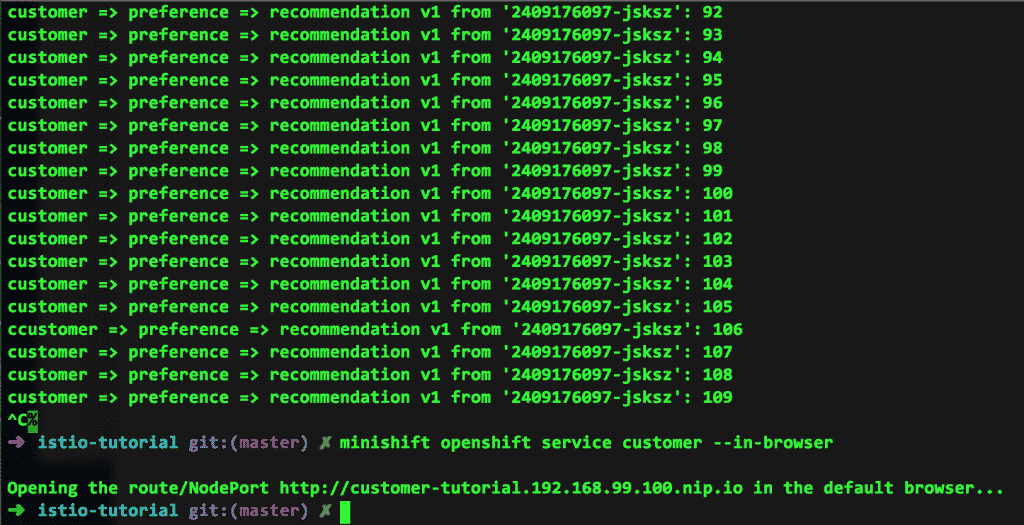 customer => preference => recommendation v1 from '2409176097-jsksz': 92
customer => preference => recommendation v1 from '2409176097-jsksz': 93
customer => preference => recommendation v1 from '2409176097-jsksz': 94
customer => preference => recommendation v1 from '2409176097-jsksz': 95
customer => preference => recommendation v1 from '2409176097-jsksz': 96
customer => preference => recommendation v1 from '2409176097-jsksz': 97
customer => preference => recommendation v1 from '2409176097-jsksz': 98
customer => preference => recommendation v1 from '2409176097-jsksz': 99
customer => preference => recommendation v1 from '2409176097-jsksz': 100
customer => preference => recommendation v1 from '2409176097-jsksz': 101
customer => preference => recommendation v1 from '2409176097-jsksz': 102
customer => preference => recommendation v1 from '2409176097-jsksz': 103
customer => preference => recommendation v1 from '2409176097-jsksz': 104
customer => preference => recommendation v1 from '2409176097-jsksz': 105
ccustomer => preference => recommendation v1 from '2409176097-jsksz': 106
customer => preference => recommendation v1 from '2409176097-jsksz': 107
customer => preference => recommendation v1 from '2409176097-jsksz': 108
customer => preference => recommendation v1 from '2409176097-jsksz': 109
^C%
➜ istio-tutorial git:(master) ✗ minishift openshift service customer --in-browser
Opening the route/NodePort http://customer-tutorial.192.168.99.100.nip.io in the default browser...
➜ istio-tutorial git:(master) ✗